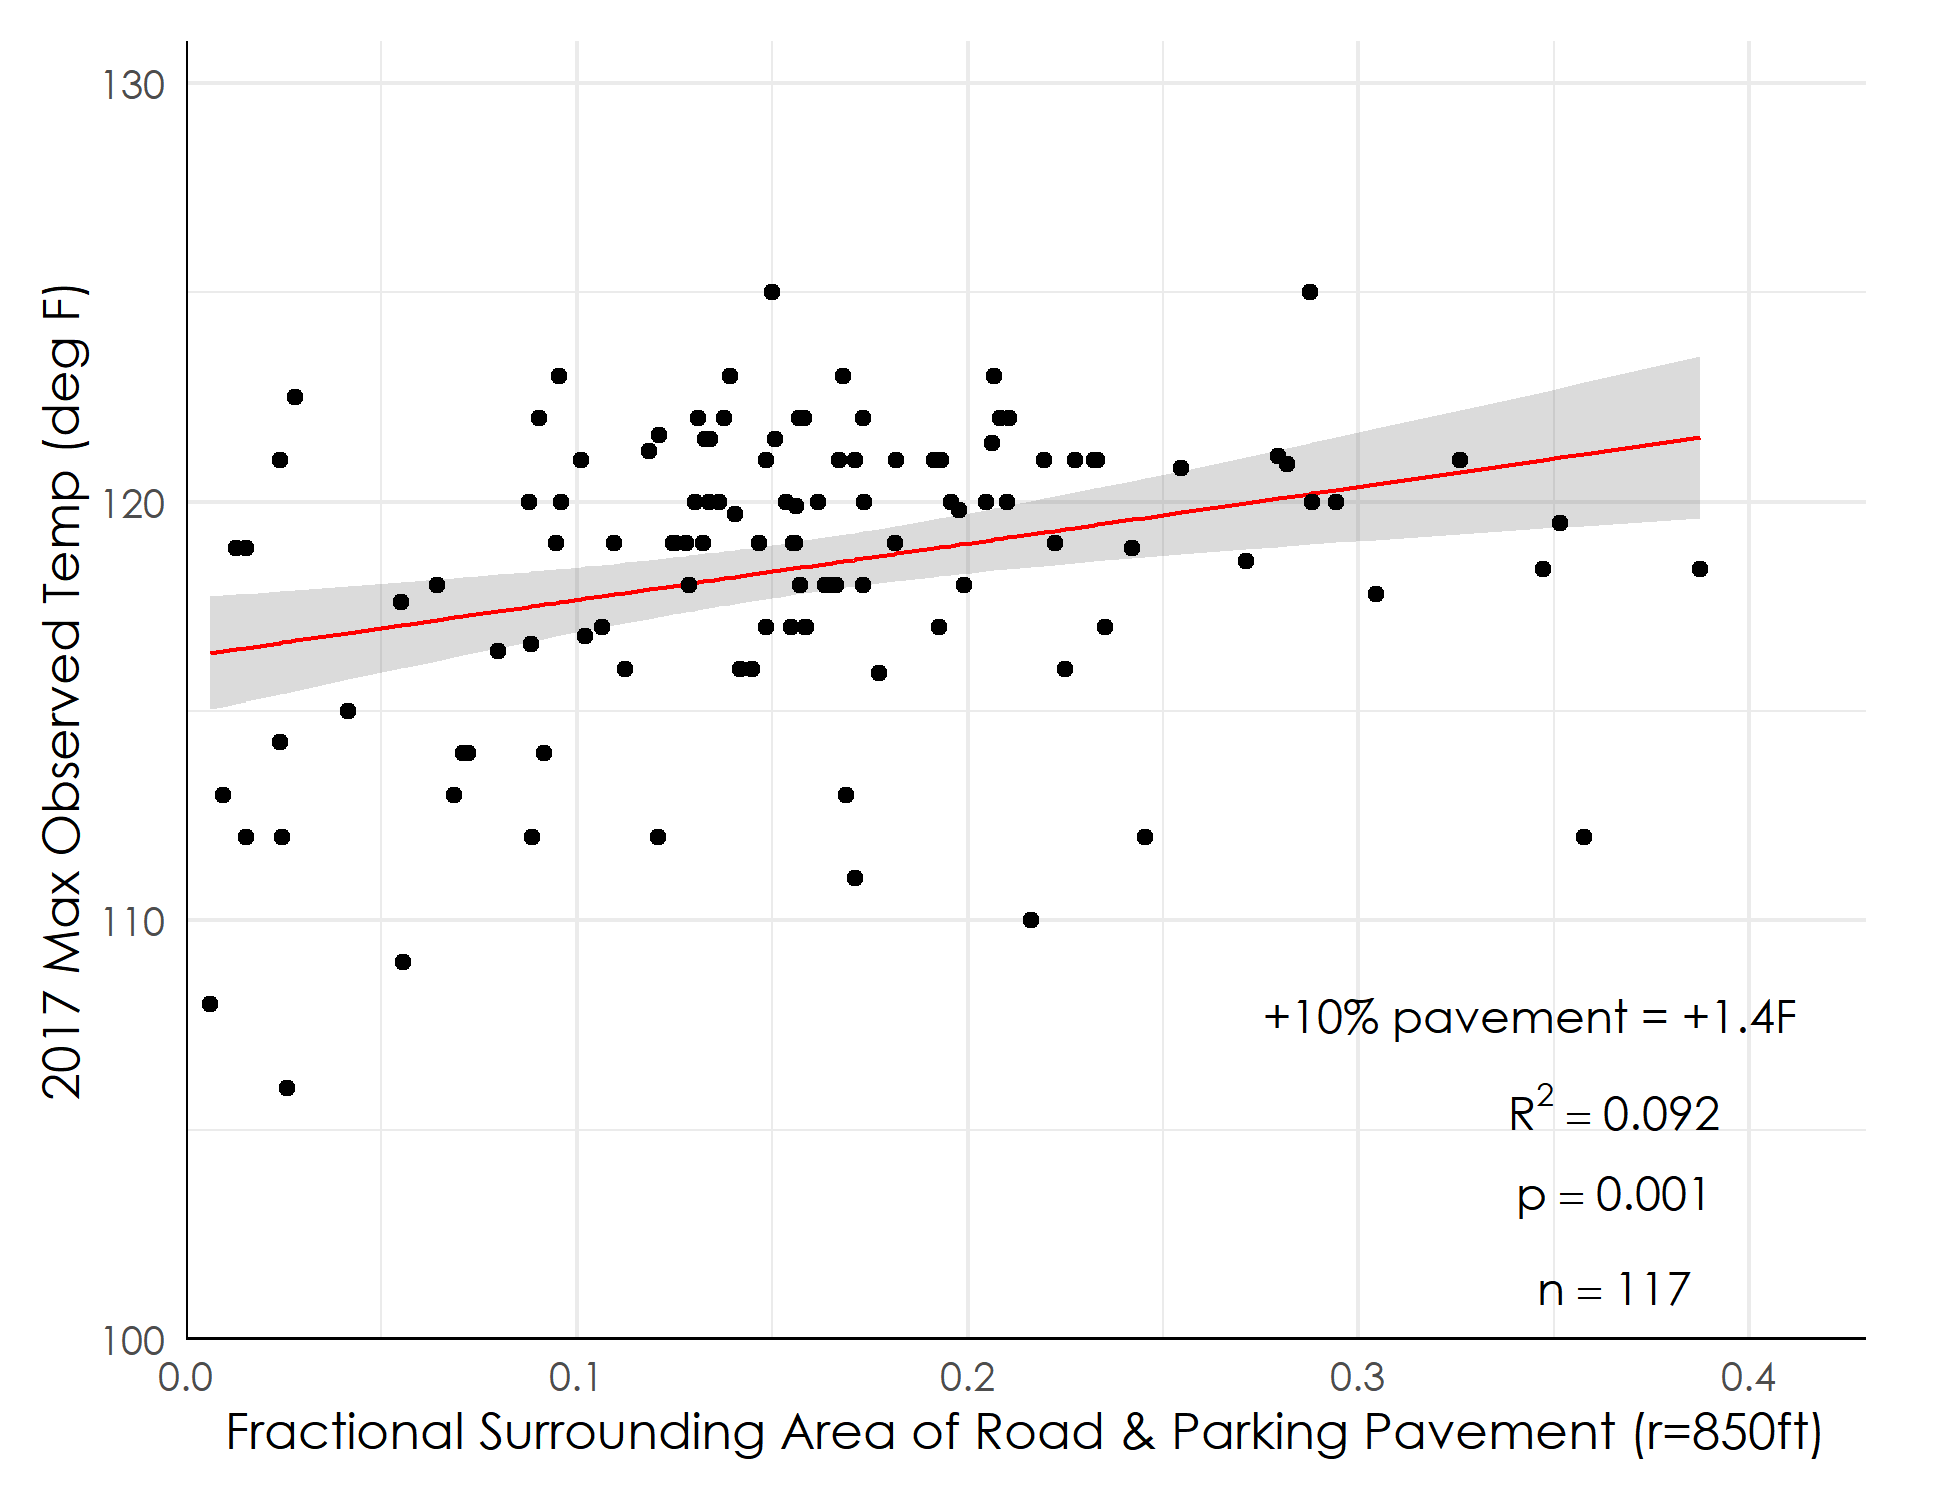 130
120
110
100
2017 Max Observed Temp (deg F)
+10% pavement = +1.4F
R² = 0.092
p = 0.001
n = 117
0.0 0.1 0.2 0.3 0.4
Fractional Surrounding Area of Road & Parking Pavement (r=850ft)